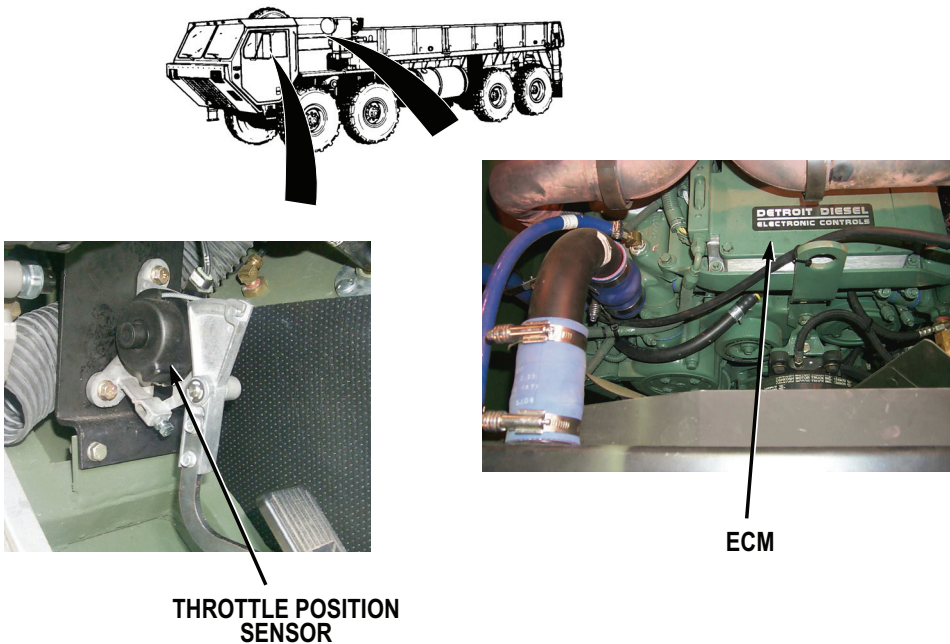 DETROIT DIESEL
ELECTRONIC CONTROLS
ECM
THROTTLE POSITION
SENSOR